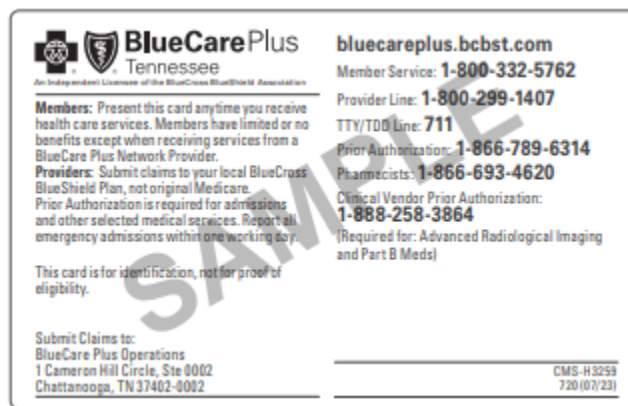 BlueCare Plus
Tennessee
An Independent Licensee of the BlueCross BlueShield Association
Members: Present this card anytime you receive
health care services. Members have limited or no
benefits except when receiving services from a
BlueCare Plus Network Provider.
Providers: Submit claims to your local BlueCross
BlueShield Plan, not original Medicare.
Prior Authorization is required for admissions
and other selected medical services. Report all
emergency admissions within one working day.
This card is for identification, not for proof of
eligibility.
Submit Claims to:
BlueCare Plus Operations
1 Cameron Hill Circle, Ste 0002
Chattanooga, TN 37402-0002
bluecareplus.bcbst.com
Member Service: 1-800-332-5762
Provider Line: 1-800-299-1407
TTY/TDD Line: 711
Prior Authorization: 1-866-789-6314
Pharmacists: 1-866-693-4620
Clinical Vendor Prior Authorization:
1-888-258-3864
(Required for: Advanced Radiological Imaging
and Part B Meds)
CMS-H3259
720 (07/23)
SAMPLE